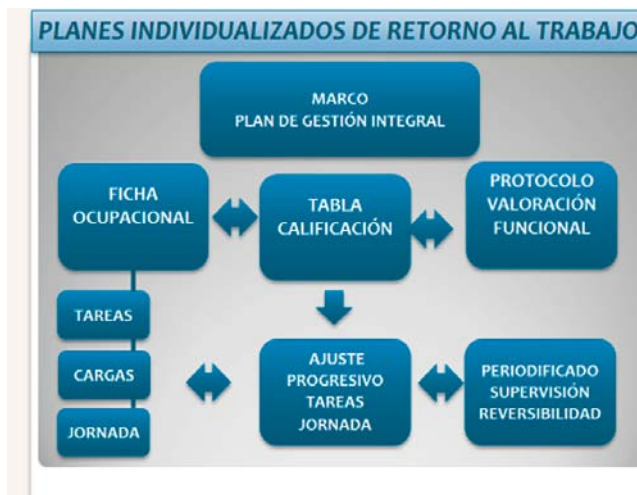 PLANES INDIVIDUALIZADOS DE RETORNO AL TRABAJO
MARCO
PLAN DE GESTIÓN INTEGRAL
FICHA
OCUPACIONAL
TABLA
CALIFICACIÓN
PROTOCOLO
VALORACIÓN
FUNCIONAL
TAREAS
CARGAS
JORNADA
AJUSTE
PROGRESIVO
TAREAS
JORNADA
PERIODIFICADO
SUPERVISIÓN
REVERSIBILIDAD